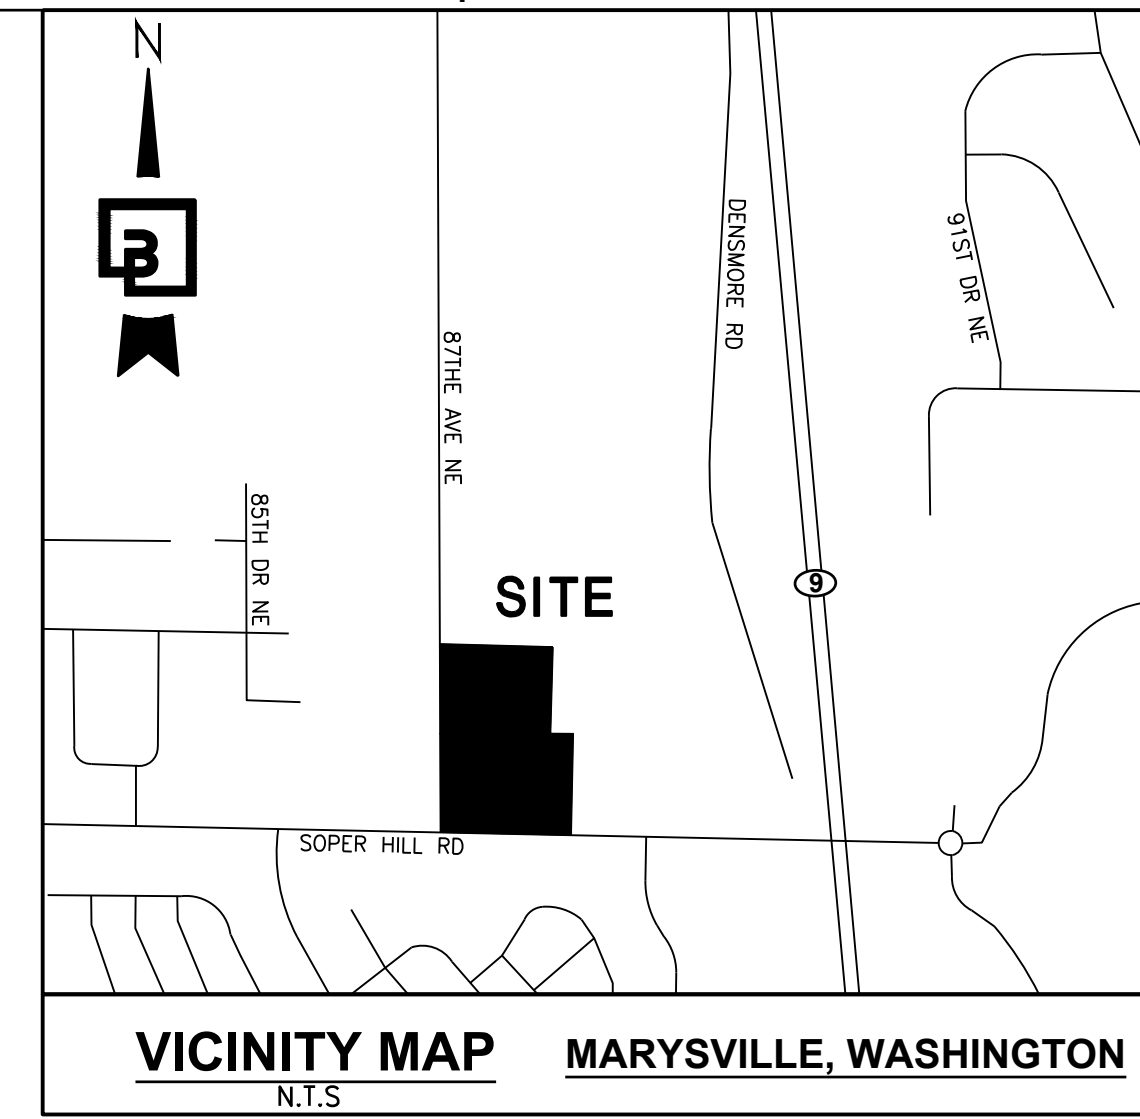 N
B
DENSMORE RD
91ST DR NE
87THE AVE NE
85TH DR NE
SITE
9
SOPER HILL RD
VICINITY MAP
N.T.S
MARYSVILLE, WASHINGTON